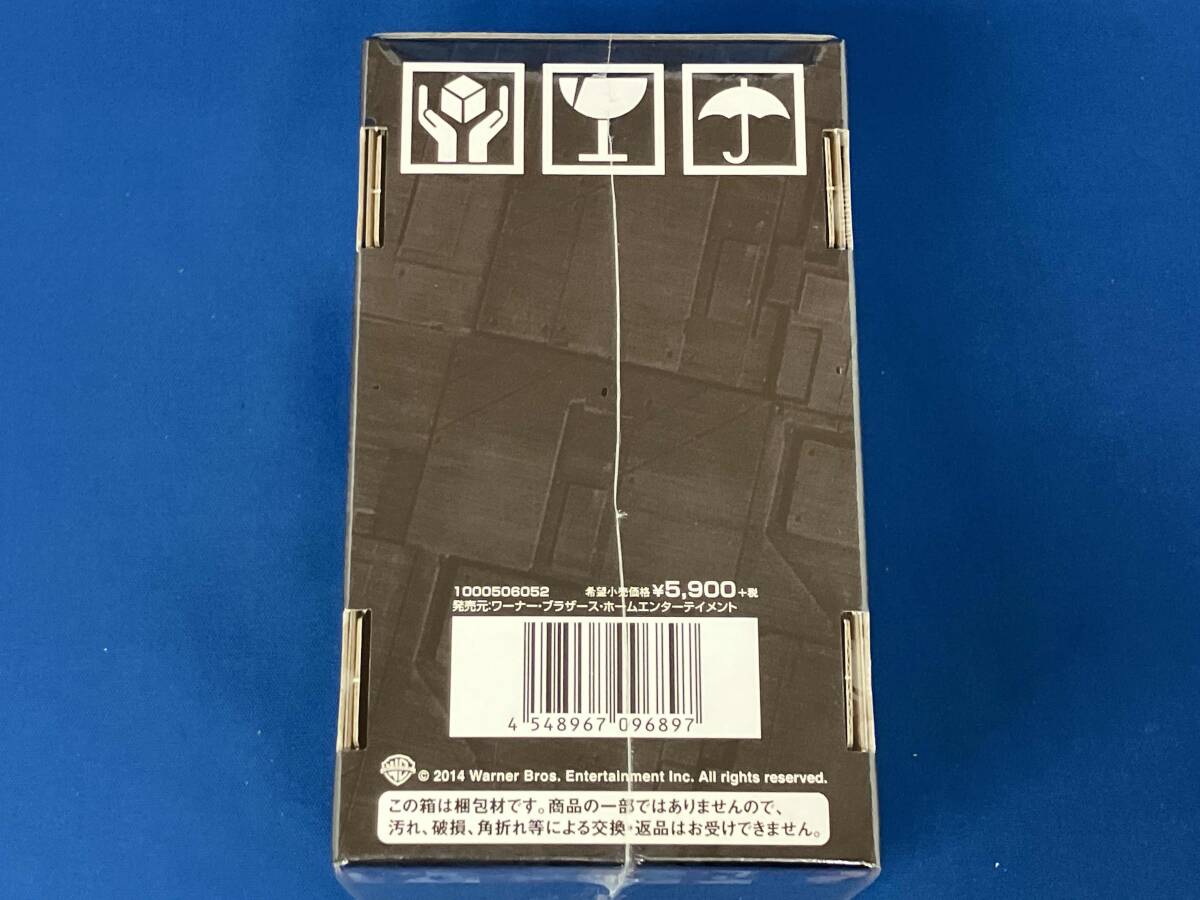 1000506052 希望小売価格 ¥5,900+税
発売元:ワーナー・ブラザース・ホームエンターテイメント
4 548967 096897
WB © 2014 Warner Bros. Entertainment Inc. All rights reserved.
この箱は梱包材です。商品の一部ではありませんので、
汚れ、破損、角折れ等による交換・返品はお受けできません。